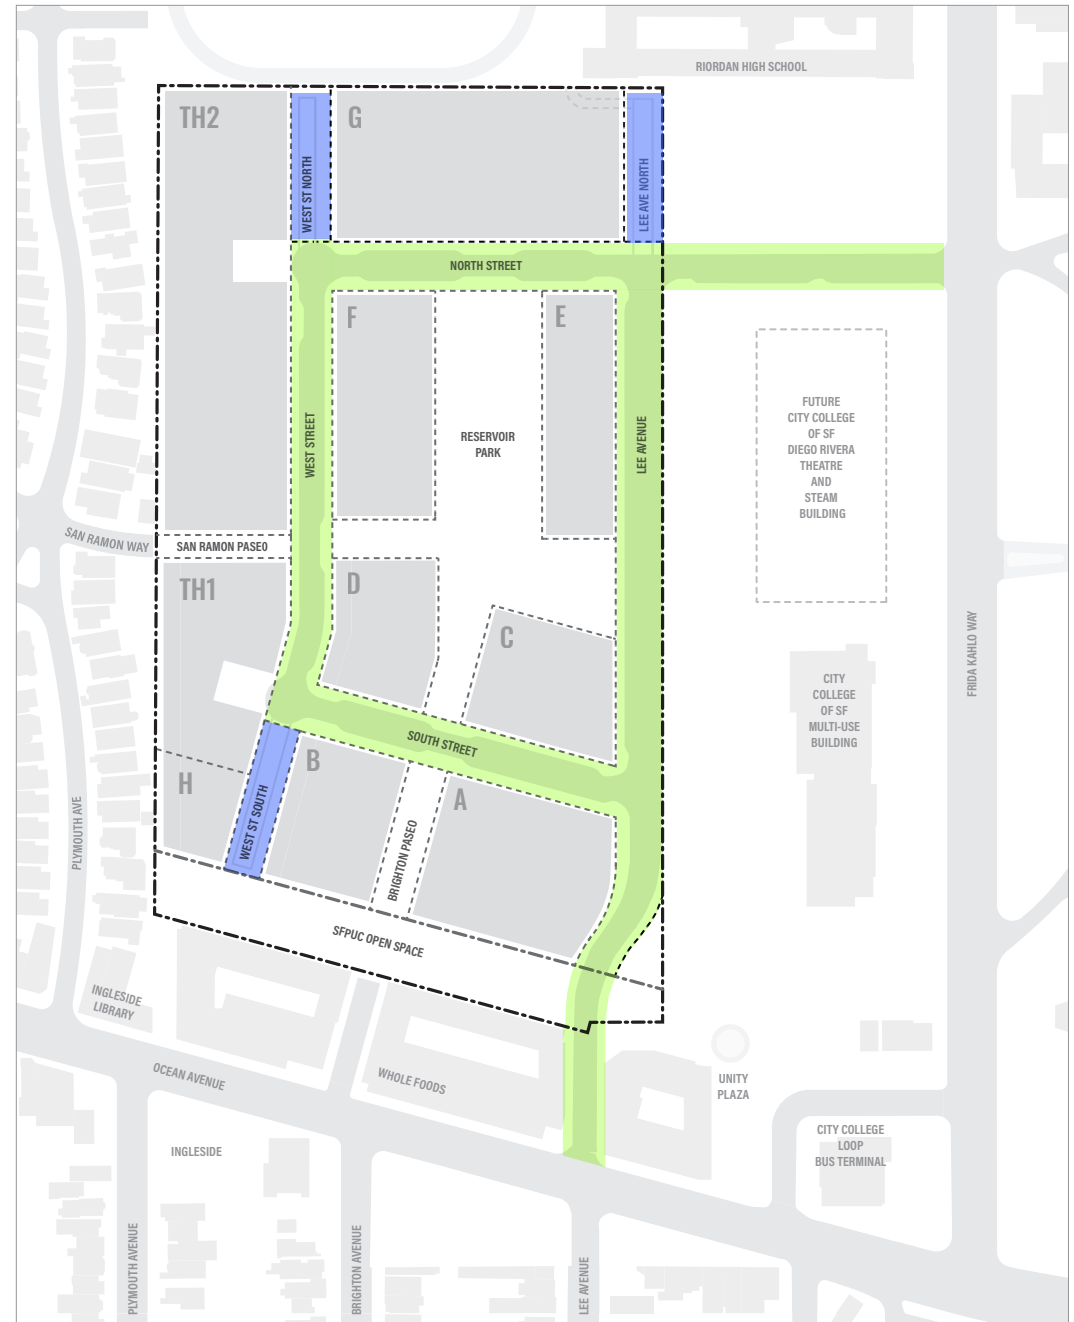 RIORDAN HIGH SCHOOL
TH2
G
WEST ST NORTH
LEE AVE NORTH
NORTH STREET
F
E
RESERVOIR
PARK
WEST STREET
LEE AVENUE
FUTURE
CITY COLLEGE
OF SF
DIEGO RIVERA
THEATRE
AND
STEAM
BUILDING
SAN RAMON WAY
SAN RAMON PASEO
TH1
D
C
FRIDA KAHLO WAY
CITY
COLLEGE
OF SF
MULTI-USE
BUILDING
SOUTH STREET
B
H
A
WEST ST SOUTH
BRIGHTON PASEO
PLYMOUTH AVE
SFPUC OPEN SPACE
INGLESIDE
LIBRARY
OCEAN AVENUE
WHOLE FOODS
UNITY
PLAZA
INGLESIDE
CITY COLLEGE
LOOP
BUS TERMINAL
PLYMOUTH AVENUE
BRIGHTON AVENUE
LEE AVENUE